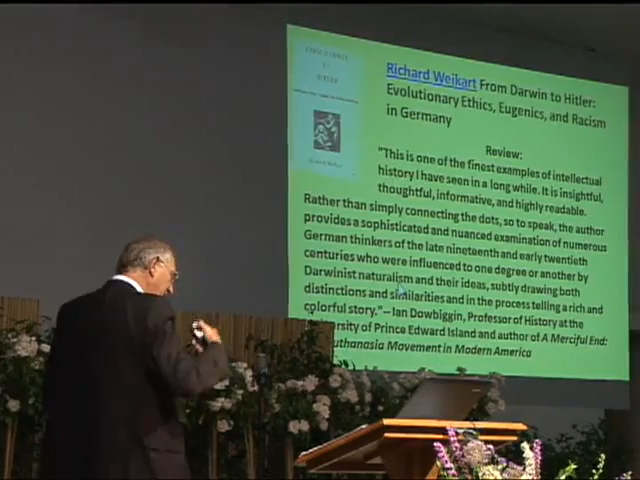 FROM DARWIN
TO
HITLER
Richard Weikart From Darwin to Hitler:
Evolutionary Ethics, Eugenics, and Racism
in Germany
Review:
"This is one of the finest examples of intellectual
history I have seen in a long while. It is insightful,
thoughtful, informative, and highly readable.
Rather than simply connecting the dots, so to speak, the author
provides a sophisticated and nuanced examination of numerous
German thinkers of the late nineteenth and early twentieth
centuries who were influenced to one degree or another by
Darwinist naturalism and their ideas, subtly drawing both
distinctions and similarities and in the process telling a rich and
colorful story."–Ian Dowbiggin, Professor of History at the
rsity of Prince Edward Island and author of A Merciful End:
uthanasia Movement in Modern America